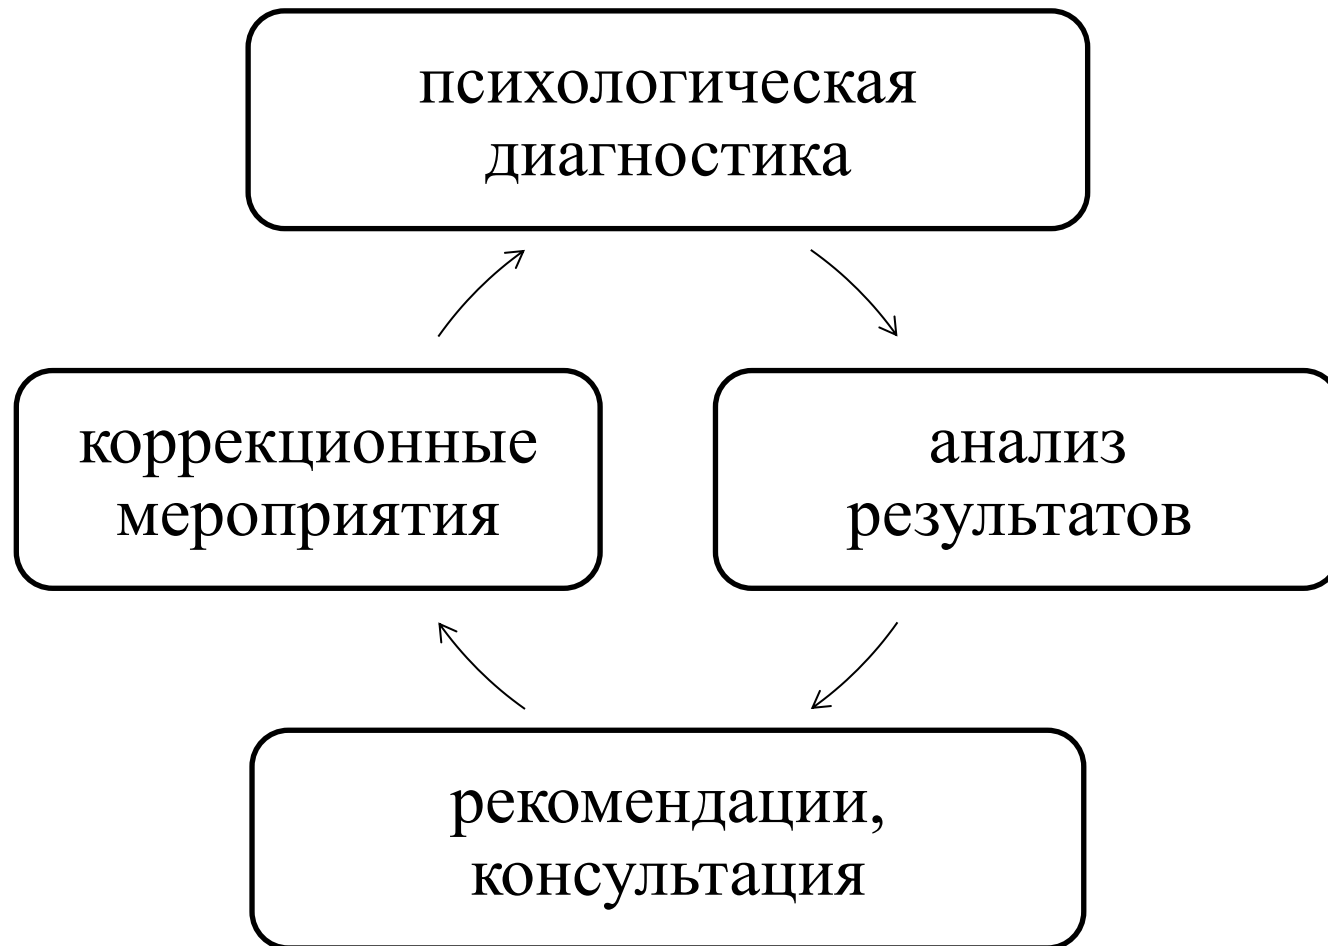 психологическая
диагностика
коррекционные
мероприятия
анализ
результатов
рекомендации,
консультация